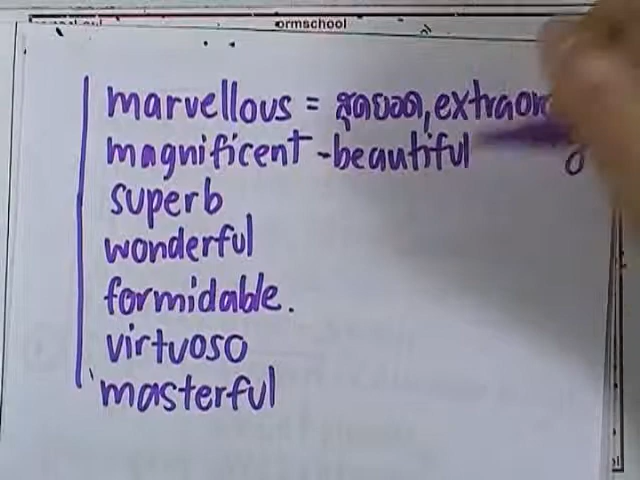 ormschool
marvellous = สุดยอด, extraor
magnificent - beautiful
superb
wonderful
formidable.
virtuoso
masterful